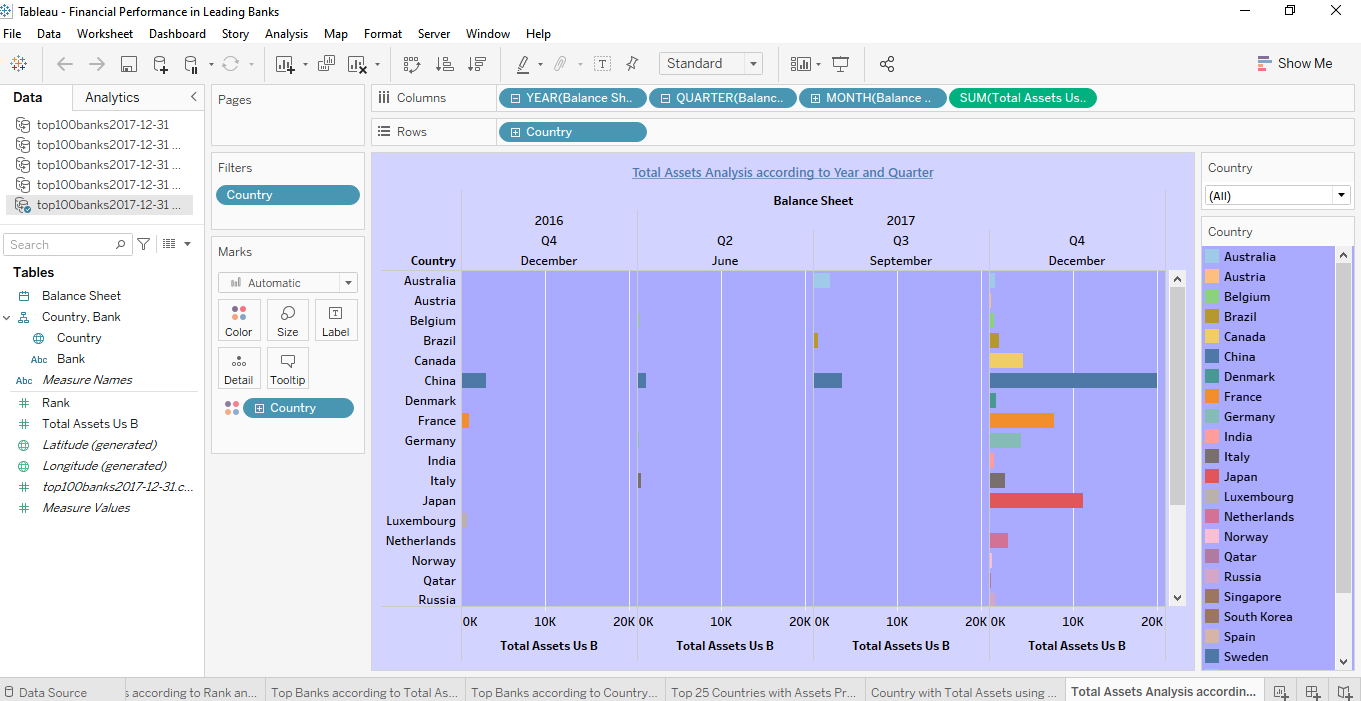 Tableau - Financial Performance in Leading Banks
File Data Worksheet Dashboard Story Analysis Map Format Server Window Help
Standard
Show Me
Data Analytics
top100banks2017-12-31
top100banks2017-12-31 ...
top100banks2017-12-31 ...
top100banks2017-12-31 ...
top100banks2017-12-31 ...
Search
Tables
Balance Sheet
Country, Bank
Country
Abc Bank
Abc Measure Names
Rank
Total Assets Us B
Latitude (generated)
Longitude (generated)
top100banks2017-12-31.c...
Measure Values
Pages
Filters
Country
Marks
Automatic
Color Size Label
Detail Tooltip
Country
Columns YEAR(Balance Sh.. QUARTER(Balanc.. MONTH(Balance .. SUM(Total Assets Us..
Rows Country
Total Assets Analysis according to Year and Quarter
Balance Sheet
2016 2017
Q4 Q2 Q3 Q4
Country December June September December
Australia
Austria
Belgium
Brazil
Canada
China
Denmark
France
Germany
India
Italy
Japan
Luxembourg
Netherlands
Norway
Qatar
Russia
0K 10K 20K 0K 10K 20K 0K 10K 20K 0K 10K 20K
Total Assets Us B Total Assets Us B Total Assets Us B Total Assets Us B
Country
(All)
Country
Australia
Austria
Belgium
Brazil
Canada
China
Denmark
France
Germany
India
Italy
Japan
Luxembourg
Netherlands
Norway
Qatar
Russia
Singapore
South Korea
Spain
Sweden
Data Source s according to Rank an... Top Banks according to Total As... Top Banks according to Country... Top 25 Countries with Assets Pr... Country with Total Assets using ... Total Assets Analysis accordin...